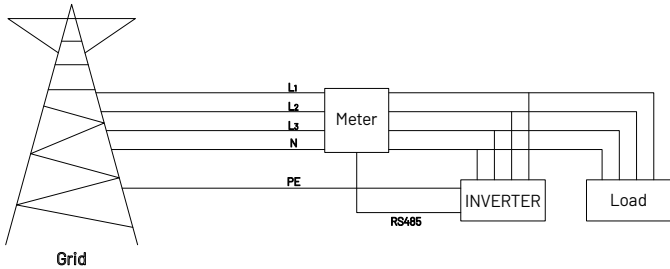 L1
L2
Meter
L3
N
PE
INVERTER
Load
RS485
Grid